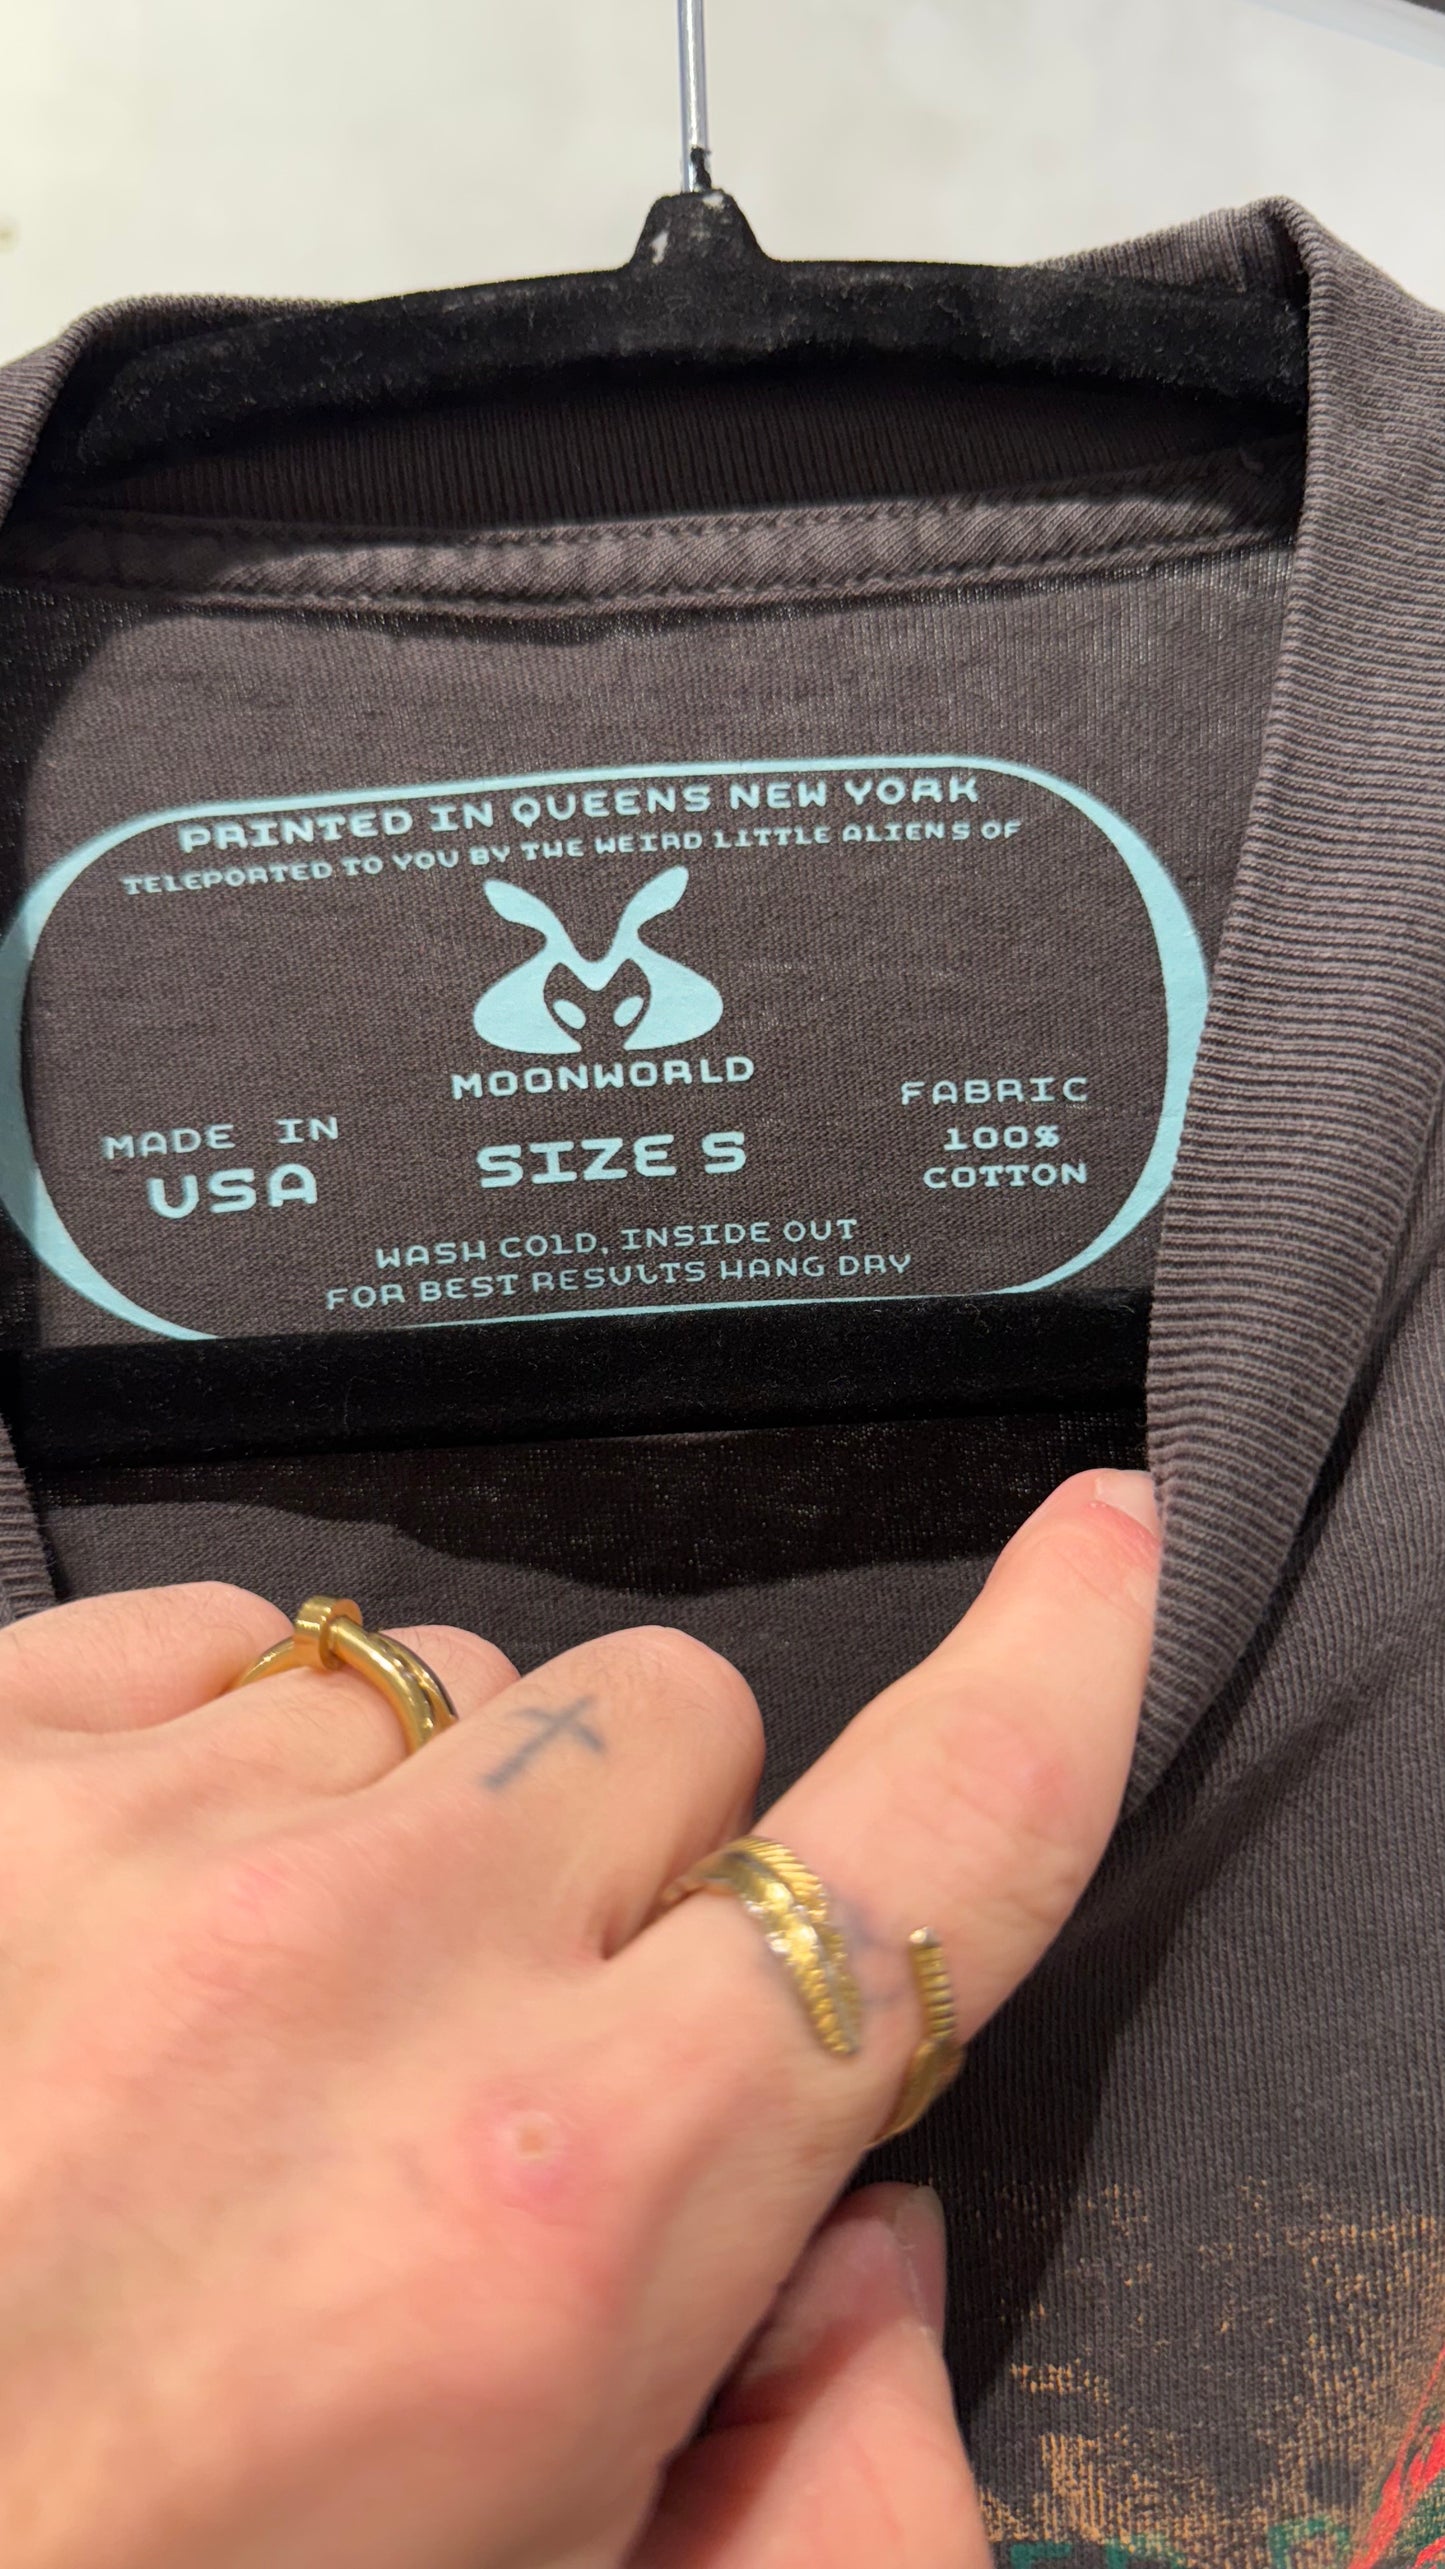 PRINTED IN QUEENS NEW YORK
TELEPORTED TO YOU BY THE WEIRD LITTLE ALIENS OF
MOONWORLD
MADE IN
USA
SIZE S
FABRIC
100%
COTTON
WASH COLD, INSIDE OUT
FOR BEST RESULTS HANG DRY